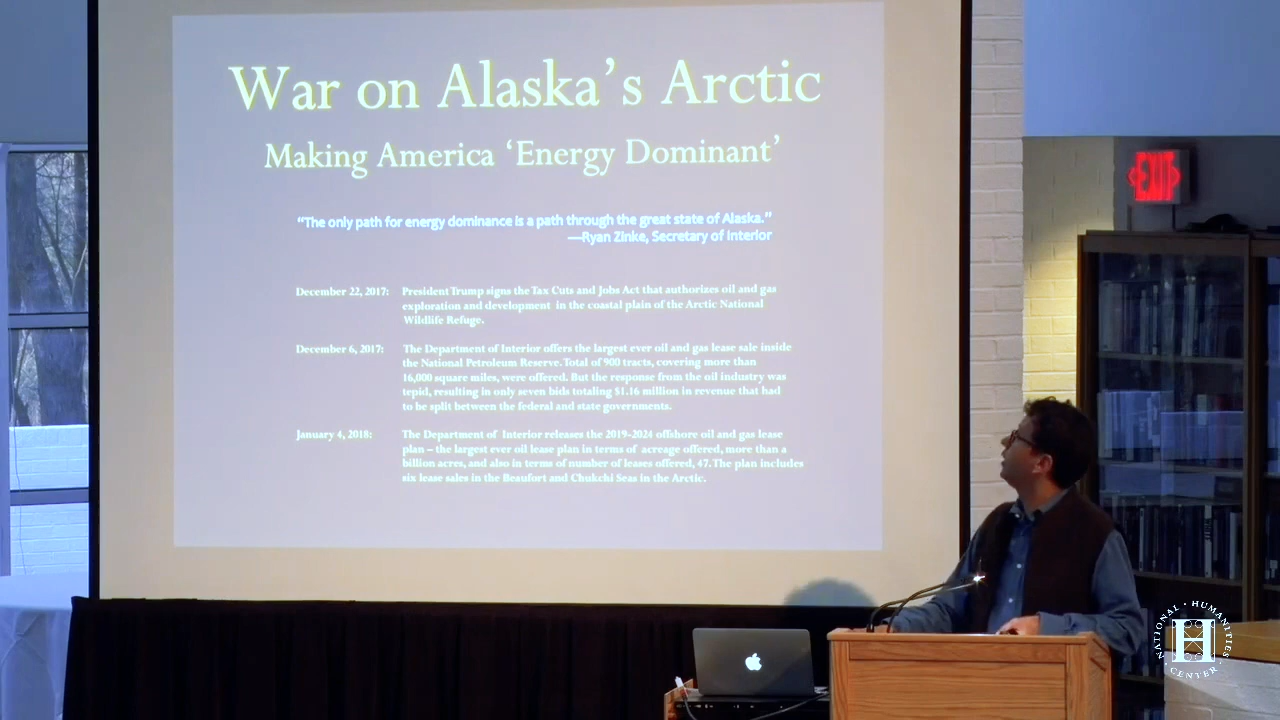 War on Alaska's Arctic
Making America ‘Energy Dominant’
“The only path for energy dominance is a path through the great state of Alaska.”
—Ryan Zinke, Secretary of Interior
December 22, 2017: President Trump signs the Tax Cuts and Jobs Act that authorizes oil and gas
exploration and development in the coastal plain of the Arctic National
Wildlife Refuge.
December 6, 2017: The Department of Interior offers the largest ever oil and gas lease sale inside
the National Petroleum Reserve. Total of 900 tracts, covering more than
16,000 square miles, were offered. But the response from the oil industry was
tepid, resulting in only seven bids totaling $1.16 million in revenue that had
to be split between the federal and state governments.
January 4, 2018: The Department of Interior releases the 2019-2024 offshore oil and gas lease
plan – the largest ever oil lease plan in terms of acreage offered, more than a
billion acres, and also in terms of number of leases offered, 47. The plan includes
six lease sales in the Beaufort and Chukchi Seas in the Arctic.
EXIT
NATIONAL · HUMANITIES · CENTER ·
H